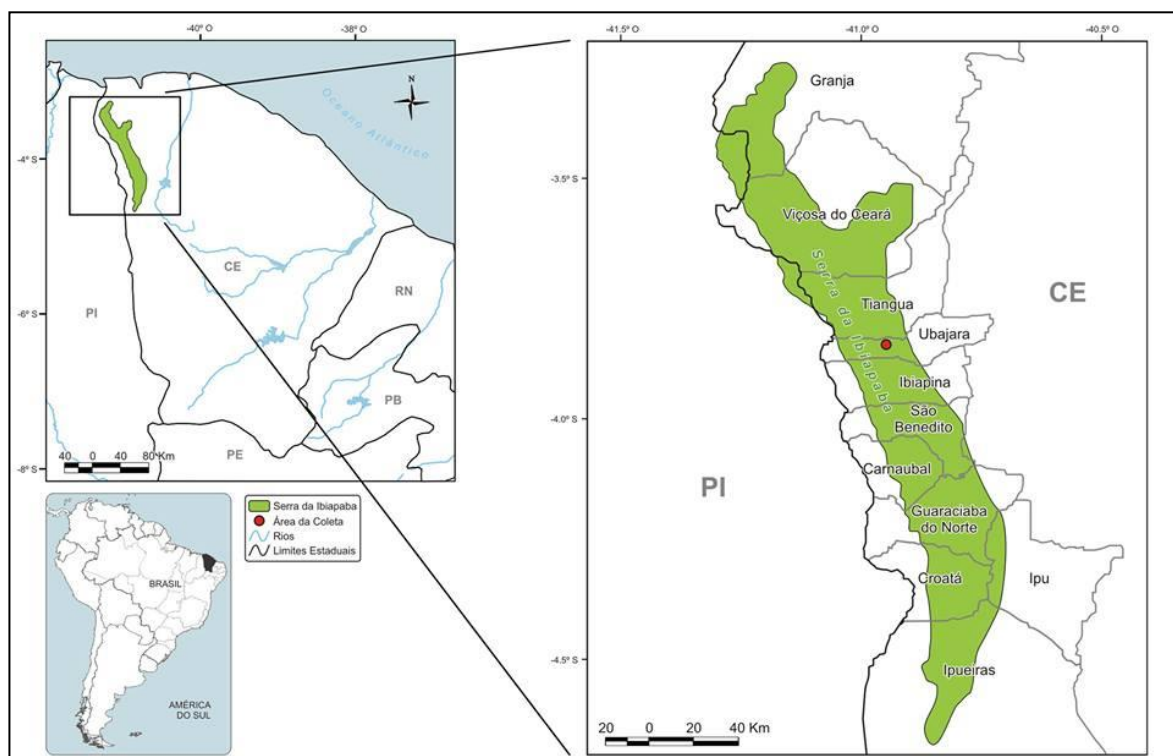 -40° O
-38° O
N
Oceano Atlântico
-4° S
CE
RN
PI
-6° S
PB
PE
40 0 40 80 Km
-8° S
BRASIL
AMÉRICA
DO SUL
Serra da Ibiapaba
Área da Coleta
Rios
Limites Estaduais
-41.5° O
-41.0° O
-40.5° O
Granja
-3.5° S
Viçosa do Ceará
Serra da Ibiapaba
Tiangua
CE
Ubajara
Ibiapina
-4.0° S
São
Benedito
Carnaubal
PI
Guaraciaba
do Norte
Croatá
Ipu
-4.5° S
Ipueiras
20 0 20 40 Km